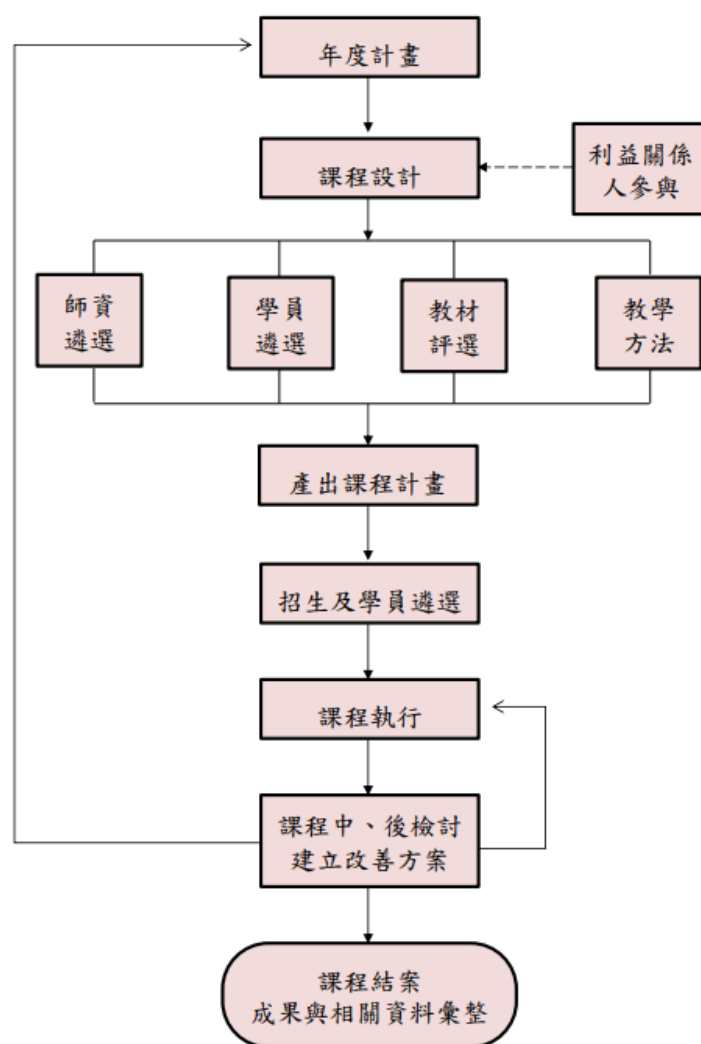 年度計畫
課程設計
利益關係
人參與
師資
遴選
學員
遴選
教材
評選
教學
方法
產出課程計畫
招生及學員遴選
課程執行
課程中、後檢討
建立改善方案
課程結案
成果與相關資料彙整